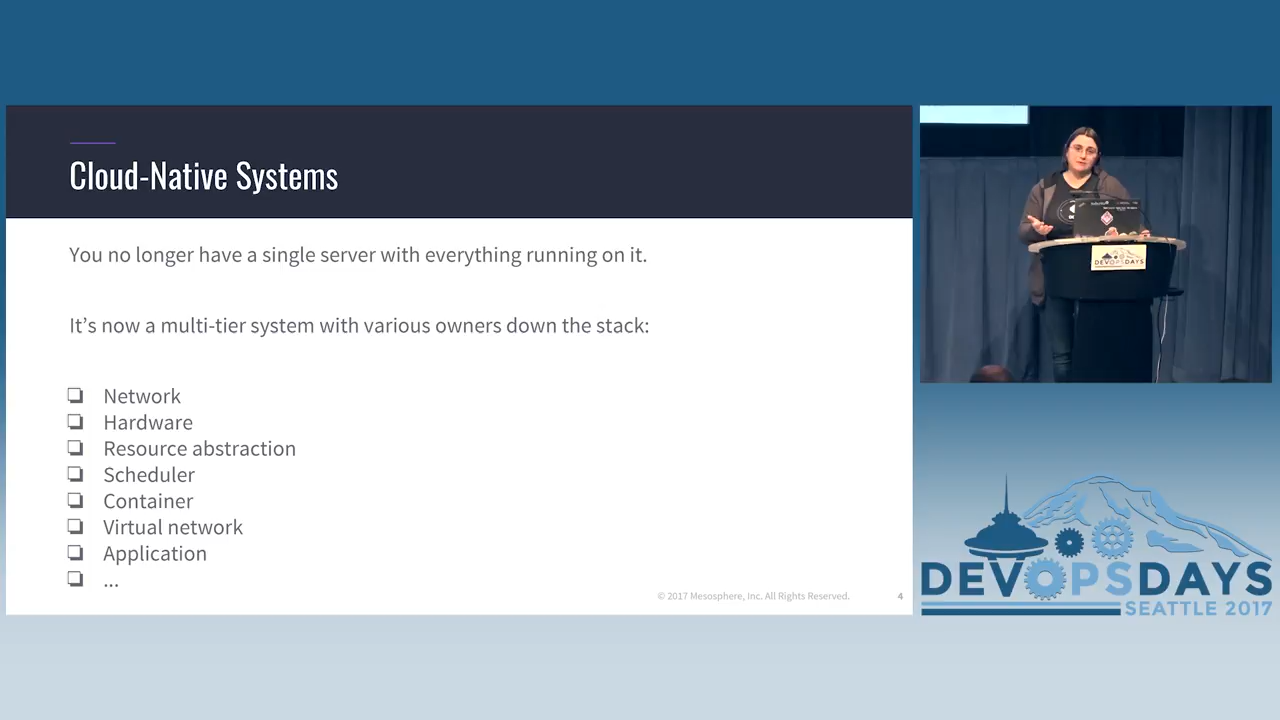 Cloud-Native Systems
You no longer have a single server with everything running on it.
It’s now a multi-tier system with various owners down the stack:
❏ Network
❏ Hardware
❏ Resource abstraction
❏ Scheduler
❏ Container
❏ Virtual network
❏ Application
❏ ...
© 2017 Mesosphere, Inc. All Rights Reserved.
4
DEVOPSDAYS
DEVOPSDAYS
SEATTLE 2017